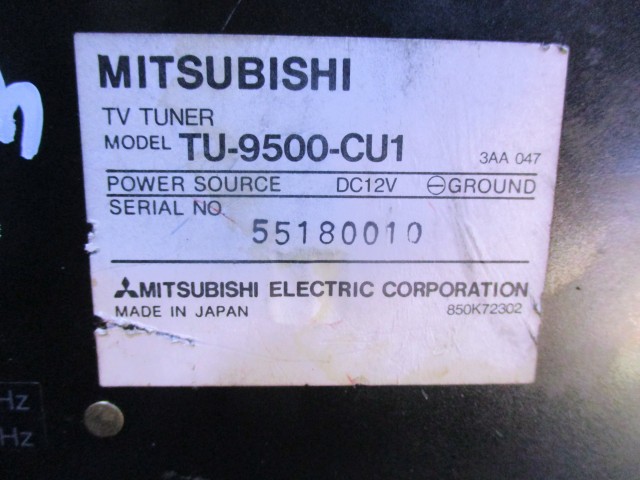 MITSUBISHI
TV TUNER
MODEL TU-9500-CU1 3AA 047
POWER SOURCE DC12V ⊖GROUND
SERIAL NO. 55180010
MITSUBISHI ELECTRIC CORPORATION
MADE IN JAPAN 850K72302
Hz
Hz